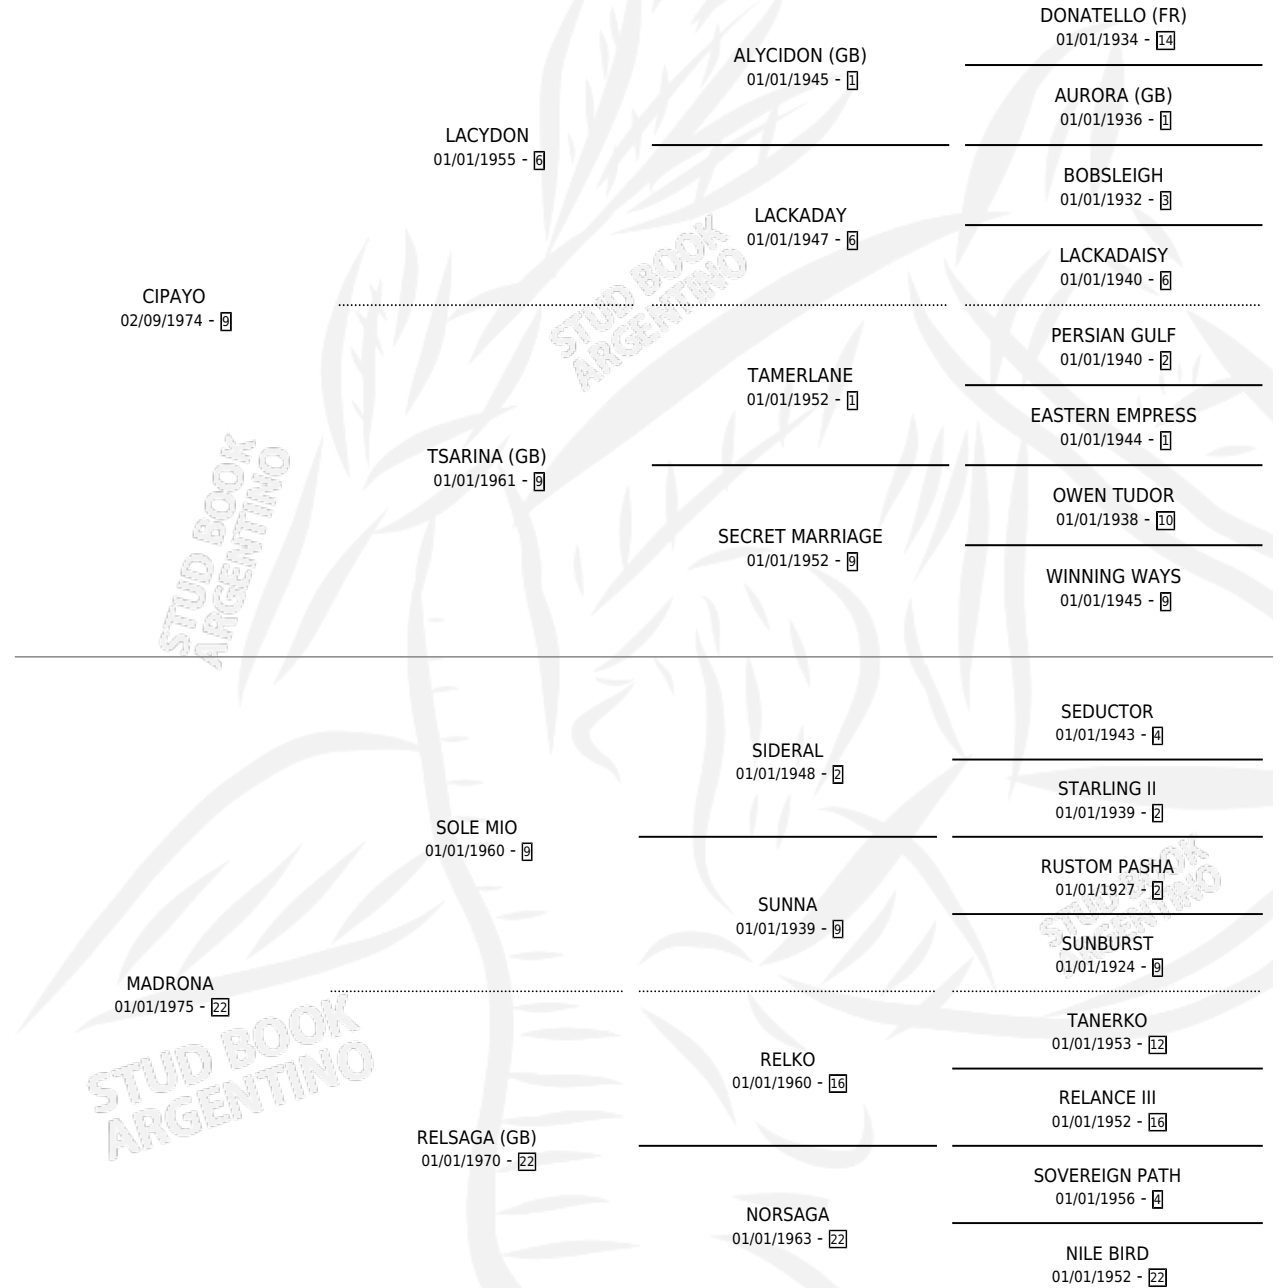 DONATELLO (FR)
01/01/1934 - 14
ALYCIDON (GB)
01/01/1945 - 1
AURORA (GB)
01/01/1936 - 1
LACYDON
01/01/1955 - 6
BOBSLEIGH
01/01/1932 - 3
LACKADAY
01/01/1947 - 6
LACKADAISY
01/01/1940 - 6
CIPAYO
02/09/1974 - 9
PERSIAN GULF
01/01/1940 - 2
TAMERLANE
01/01/1952 - 1
EASTERN EMPRESS
01/01/1944 - 1
TSARINA (GB)
01/01/1961 - 9
OWEN TUDOR
01/01/1938 - 10
SECRET MARRIAGE
01/01/1952 - 9
WINNING WAYS
01/01/1945 - 9
STUD BOOK
ARGENTINO
STUD BOOK
ARGENTINO
SEDUCTOR
01/01/1943 - 4
SIDERAL
01/01/1948 - 2
STARLING II
01/01/1939 - 2
SOLE MIO
01/01/1960 - 9
RUSTOM PASHA
01/01/1927 - 2
SUNNA
01/01/1939 - 9
SUNBURST
01/01/1924 - 9
MADRONA
01/01/1975 - 22
TANERKO
01/01/1953 - 12
RELKO
01/01/1960 - 16
RELANCE III
01/01/1952 - 16
RELSAGA (GB)
01/01/1970 - 22
SOVEREIGN PATH
01/01/1956 - 4
NORSAGA
01/01/1963 - 22
NILE BIRD
01/01/1952 - 22
STUD BOOK
ARGENTINO
STUD BOOK
ARGENTINO